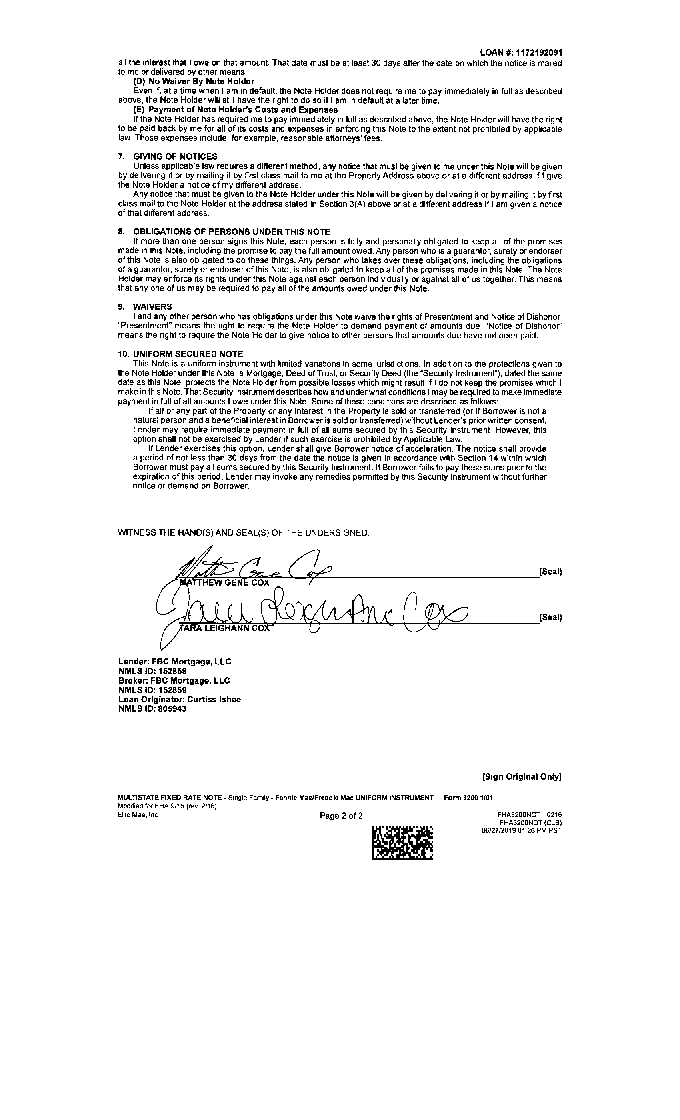 LOAN #: 1172192091
all the interest that I owe on that amount. That date must be at least 30 days after the date on which the notice is mailed
to me or delivered by other means.
(D) No Waiver By Note Holder
Even if, at a time when I am in default, the Note Holder does not require me to pay immediately in full as described
above, the Note Holder will still have the right to do so if I am in default at a later time.
(E) Payment of Note Holder's Costs and Expenses
If the Note Holder has required me to pay immediately in full as described above, the Note Holder will have the right
to be paid back by me for all of its costs and expenses in enforcing this Note to the extent not prohibited by applicable
law. Those expenses include, for example, reasonable attorneys' fees.
7. GIVING OF NOTICES
Unless applicable law requires a different method, any notice that must be given to me under this Note will be given
by delivering it or by mailing it by first class mail to me at the Property Address above or at a different address if I give
the Note Holder a notice of my different address.
Any notice that must be given to the Note Holder under this Note will be given by delivering it or by mailing it by first
class mail to the Note Holder at the address stated in Section 3(A) above or at a different address if I am given a notice
of that different address.
8. OBLIGATIONS OF PERSONS UNDER THIS NOTE
If more than one person signs this Note, each person is fully and personally obligated to keep all of the promises
made in this Note, including the promise to pay the full amount owed. Any person who is a guarantor, surety or endorser
of this Note is also obligated to do these things. Any person who takes over these obligations, including the obligations
of a guarantor, surety or endorser of this Note, is also obligated to keep all of the promises made in this Note. The Note
Holder may enforce its rights under this Note against each person individually or against all of us together. This means
that any one of us may be required to pay all of the amounts owed under this Note.
9. WAIVERS
I and any other person who has obligations under this Note waive the rights of Presentment and Notice of Dishonor.
"Presentment" means the right to require the Note Holder to demand payment of amounts due. "Notice of Dishonor"
means the right to require the Note Holder to give notice to other persons that amounts due have not been paid.
10. UNIFORM SECURED NOTE
This Note is a uniform instrument with limited variations in some jurisdictions. In addition to the protections given to
the Note Holder under this Note, a Mortgage, Deed of Trust, or Security Deed (the "Security Instrument"), dated the same
date as this Note, protects the Note Holder from possible losses which might result if I do not keep the promises which I
make in this Note. That Security Instrument describes how and under what conditions I may be required to make immediate
payment in full of all amounts I owe under this Note. Some of these conditions are described as follows:
If all or any part of the Property or any Interest in the Property is sold or transferred (or if Borrower is not a
natural person and a beneficial interest in Borrower is sold or transferred) without Lender's prior written consent,
Lender may require immediate payment in full of all sums secured by this Security Instrument. However, this
option shall not be exercised by Lender if such exercise is prohibited by Applicable Law.
If Lender exercises this option, Lender shall give Borrower notice of acceleration. The notice shall provide
a period of not less than 30 days from the date the notice is given in accordance with Section 14 within which
Borrower must pay all sums secured by this Security Instrument. If Borrower fails to pay these sums prior to the
expiration of this period, Lender may invoke any remedies permitted by this Security Instrument without further
notice or demand on Borrower.
WITNESS THE HAND(S) AND SEAL(S) OF THE UNDERSIGNED.
Matt Gene Cox (Seal)
MATTHEW GENE COX
Tara Leighann Cox (Seal)
TARA LEIGHANN COX
Lender: FBC Mortgage, LLC
NMLS ID: 152859
Broker: FBC Mortgage, LLC
NMLS ID: 152859
Loan Originator: Curtiss
NMLS ID: 805943
[Sign Original Only]
MULTISTATE FIXED RATE NOTE - Single Family - Fannie Mae/Freddie Mac UNIFORM INSTRUMENT Form 3200 1/01
Modified for FHA 9/15 (rev. 2/16)
Ellie Mae, Inc. Page 2 of 2 FHA3200NOT 0216
FHA3200NOT (CLS)
06/27/2019 01:26 PM PST